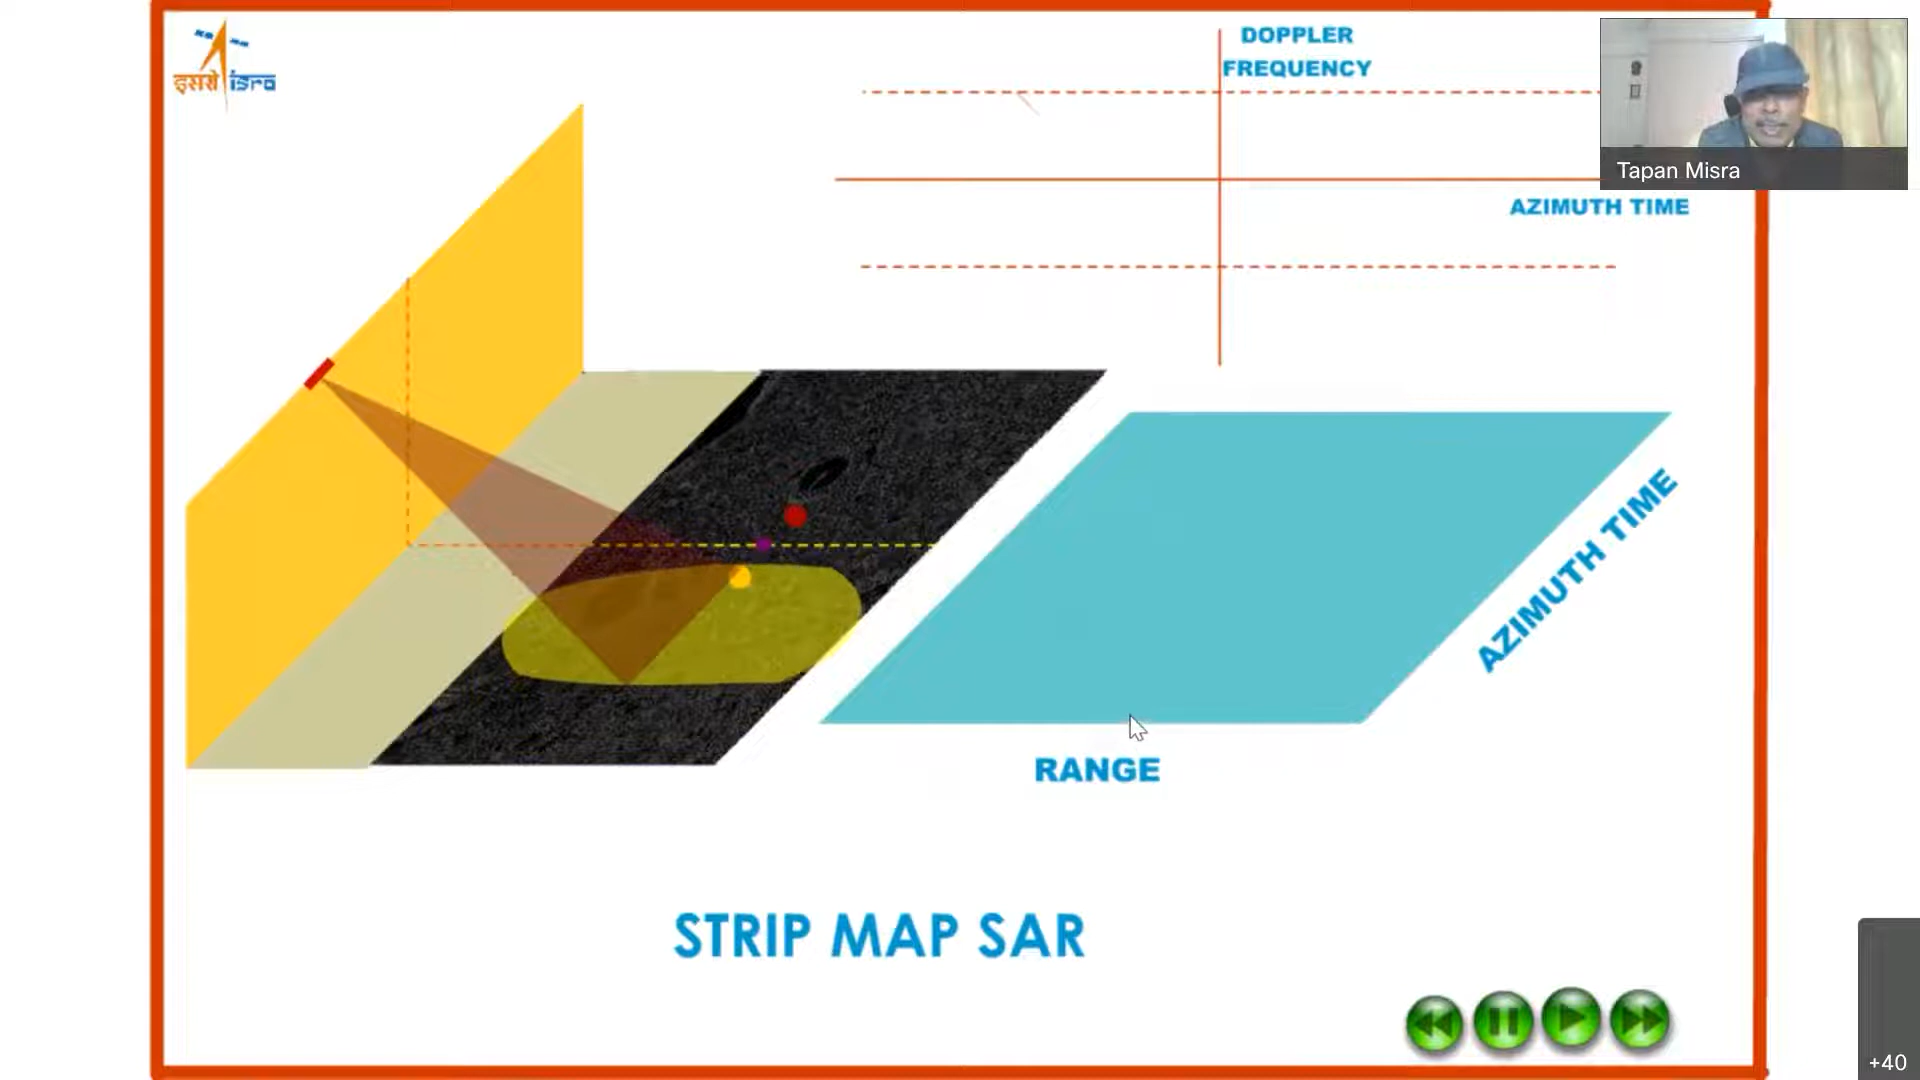 इसरो isro
DOPPLER
FREQUENCY
Tapan Misra
AZIMUTH TIME
AZIMUTH TIME
RANGE
STRIP MAP SAR
+40